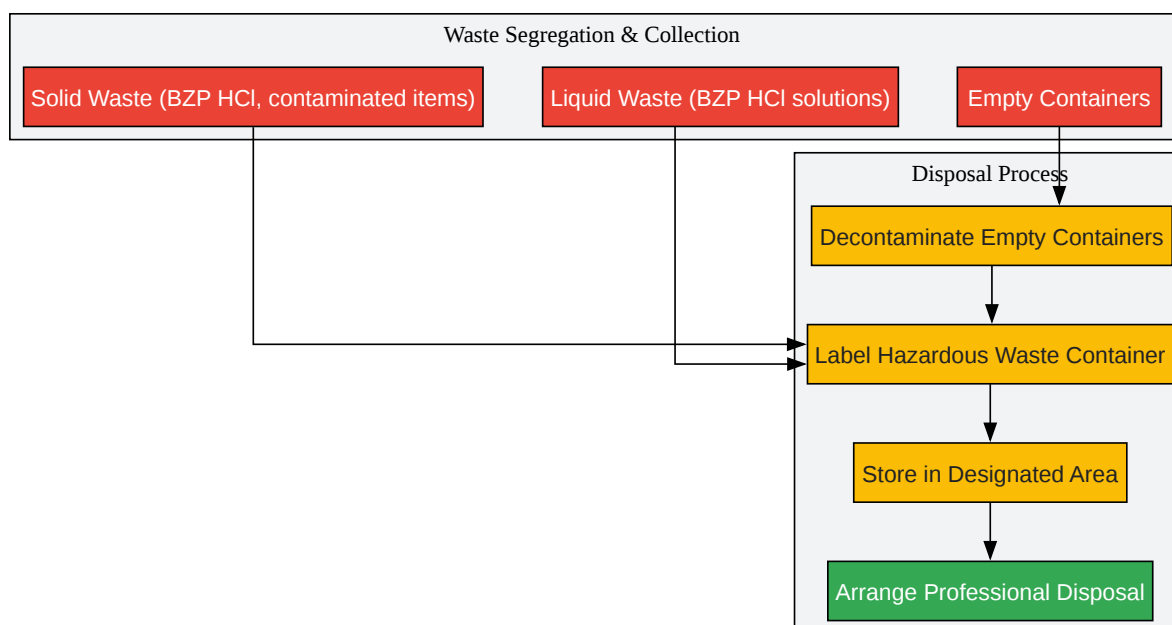 Waste Segregation & Collection
Solid Waste (BZP HCl, contaminated items)
Liquid Waste (BZP HCl solutions)
Empty Containers
Disposal Process
Decontaminate Empty Containers
Label Hazardous Waste Container
Store in Designated Area
Arrange Professional Disposal